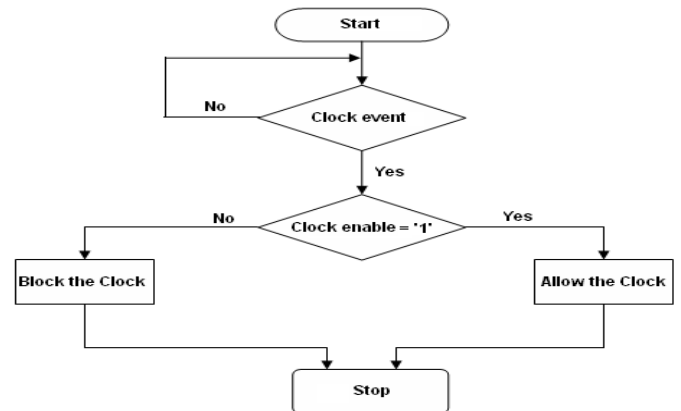 Start
No
Clock event
Yes
No
Clock enable = '1'
Yes
Block the Clock
Allow the Clock
Stop